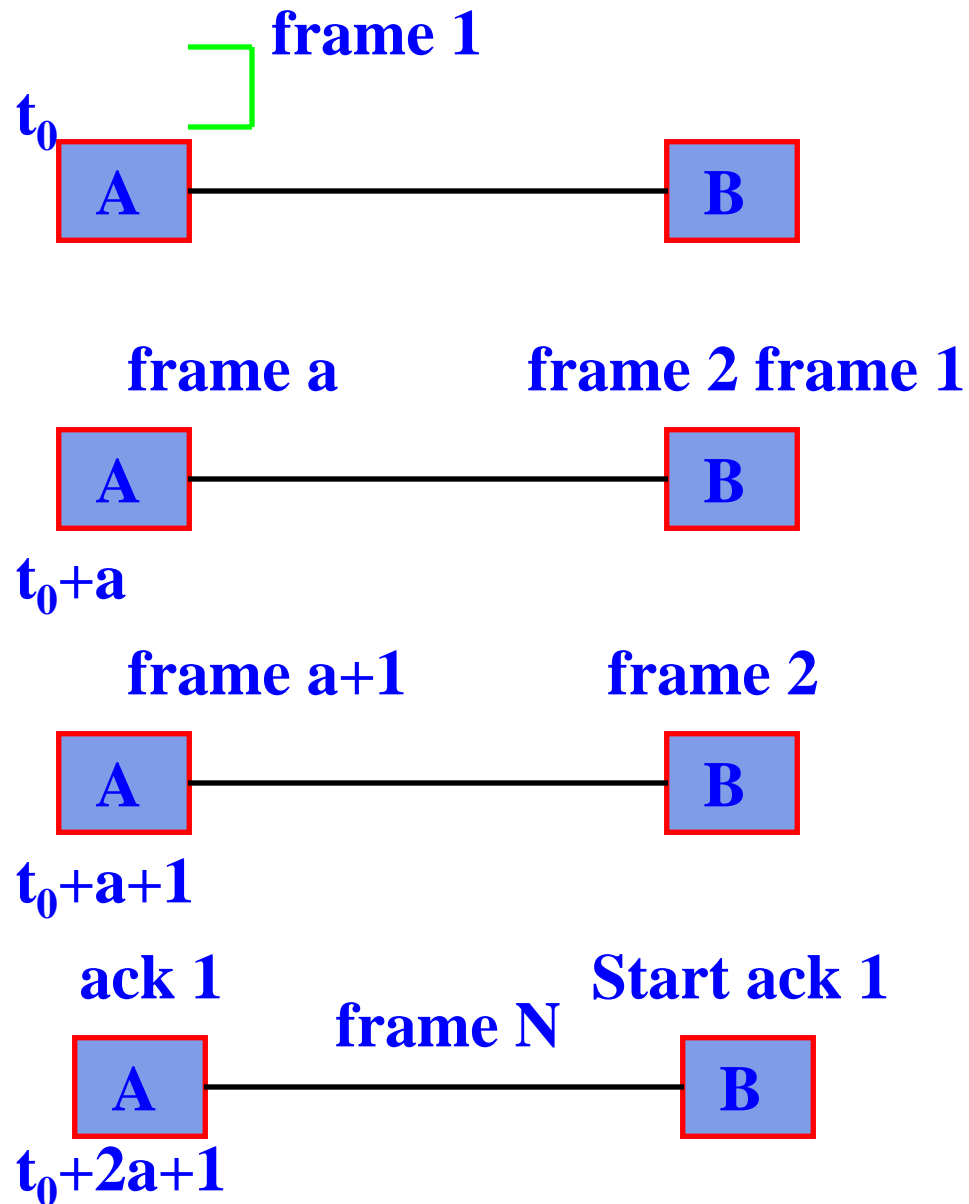 frame 1
t₀
A B
frame a frame 2 frame 1
A B
t₀+a
frame a+1 frame 2
A B
t₀+a+1
ack 1 Start ack 1
frame N
A B
t₀+2a+1